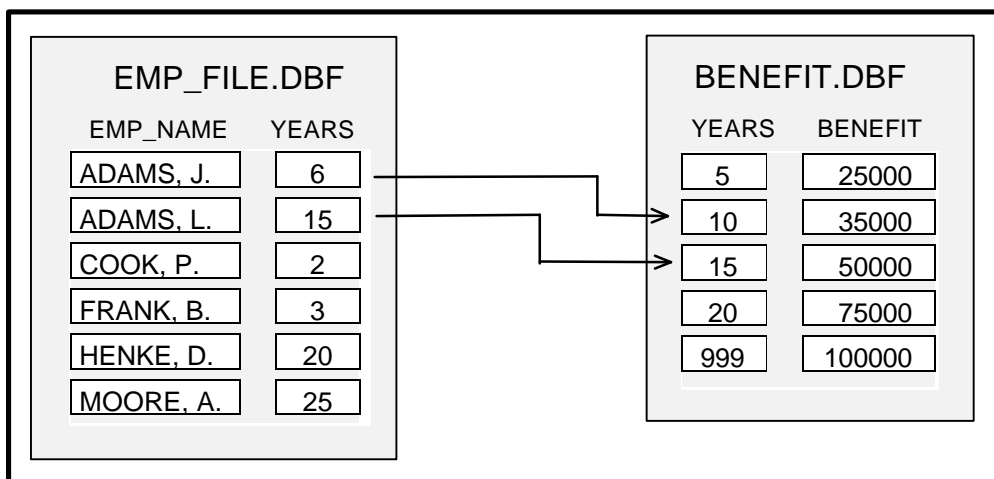 EMP_FILE.DBF
EMP_NAME YEARS
ADAMS, J. 6
ADAMS, L. 15
COOK, P. 2
FRANK, B. 3
HENKE, D. 20
MOORE, A. 25
BENEFIT.DBF
YEARS BENEFIT
5 25000
10 35000
15 50000
20 75000
999 100000